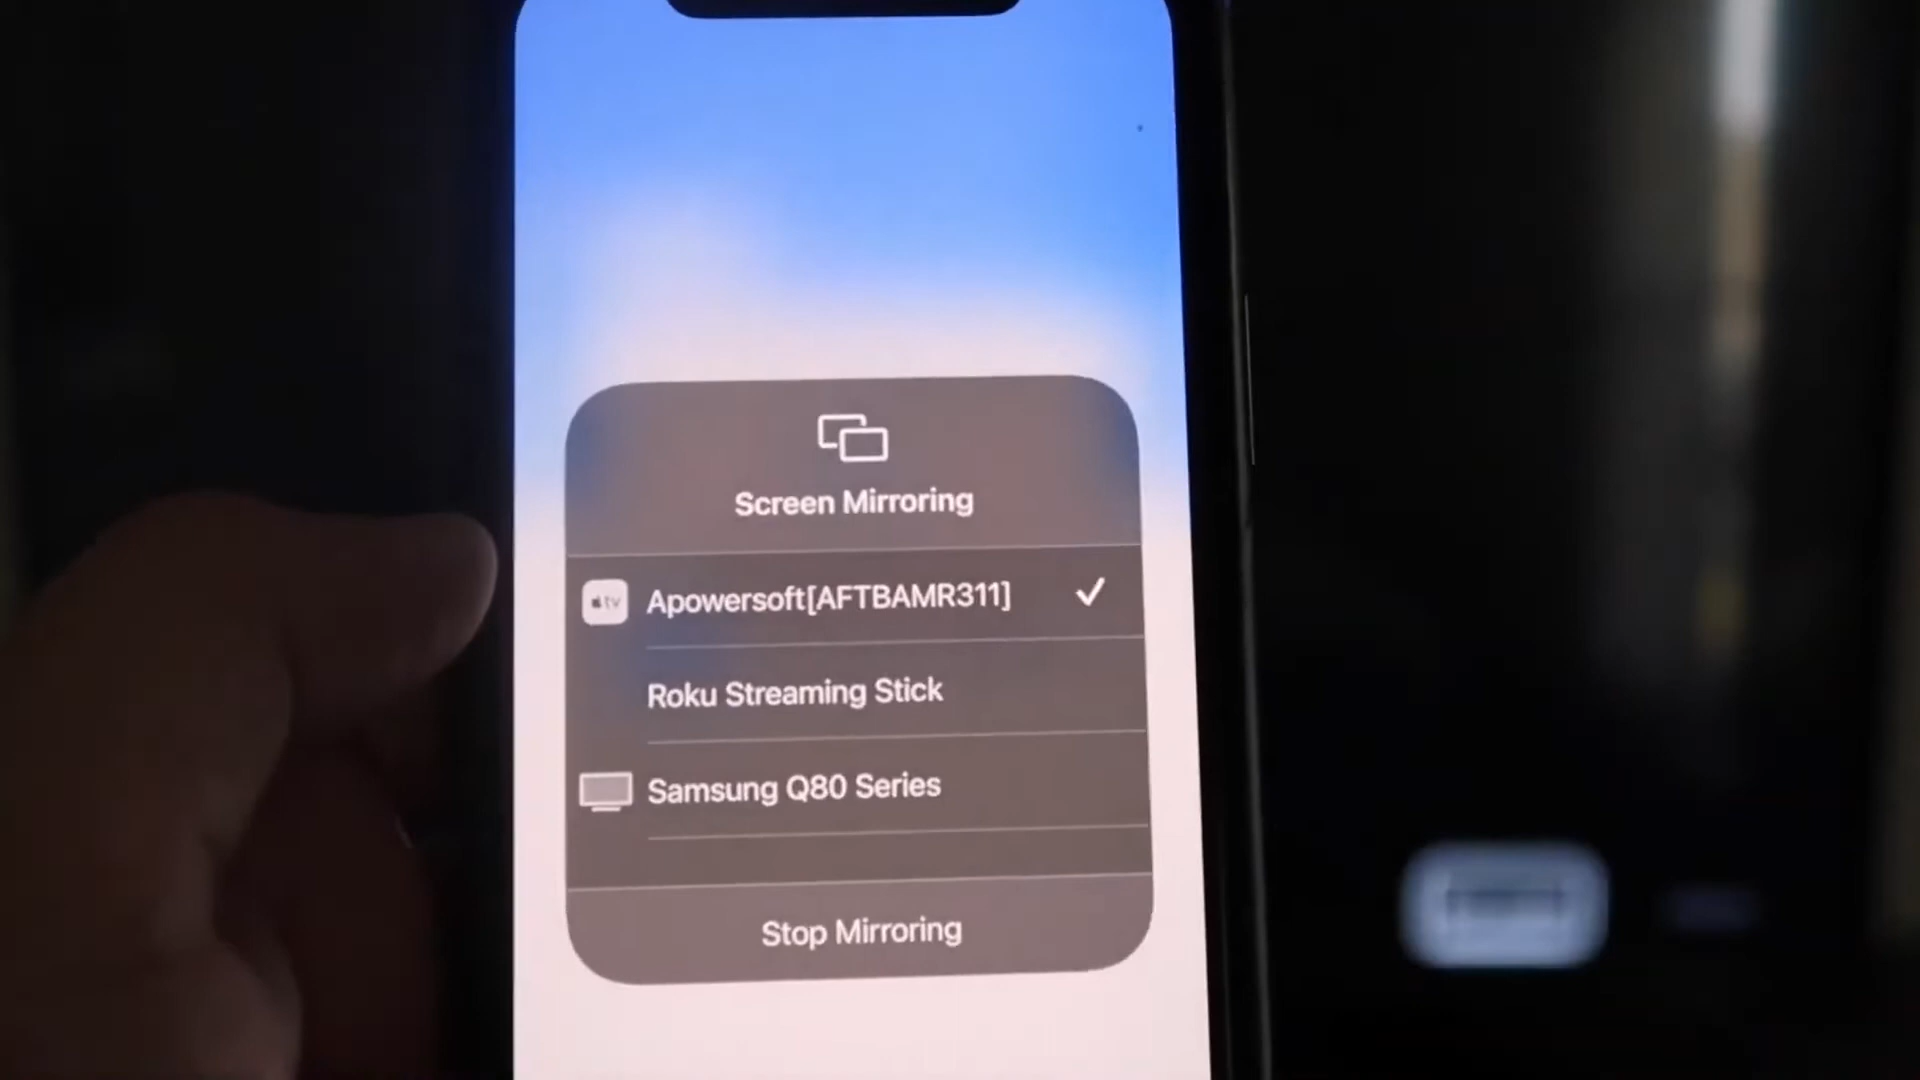 Screen Mirroring
tv Apowersoft[AFTBAMR311]
Roku Streaming Stick
Samsung Q80 Series
Stop Mirroring